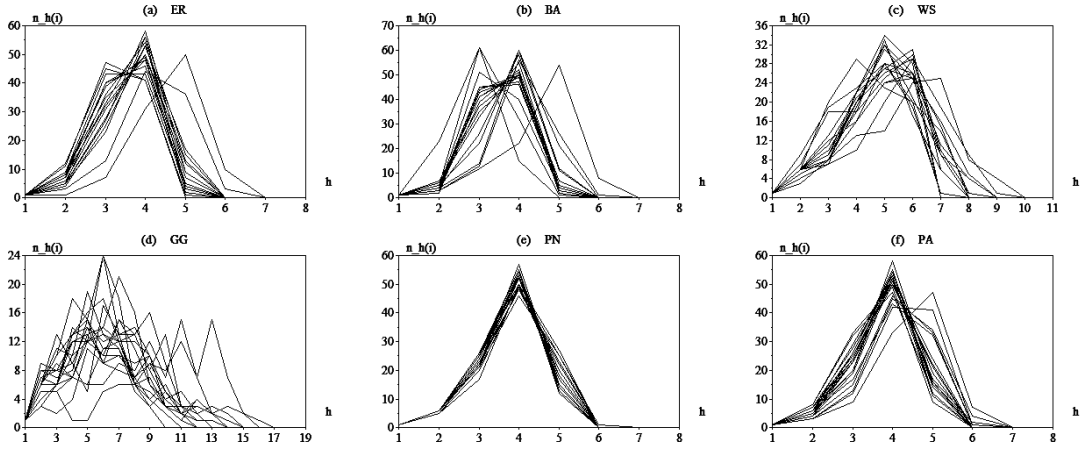 (a) ER
n_h(i)
60
50
40
30
20
10
0
1 2 3 4 5 6 7 8
h
(b) BA
n_h(i)
70
60
50
40
30
20
10
0
1 2 3 4 5 6 7 8
h
(c) WS
n_h(i)
36
32
28
24
20
16
12
8
4
0
1 2 3 4 5 6 7 8 9 10 11
h
(d) GG
n_h(i)
24
20
16
12
8
4
0
1 3 5 7 9 11 13 15 17 19
h
(e) PN
n_h(i)
60
50
40
30
20
10
0
1 2 3 4 5 6 7 8
h
(f) PA
n_h(i)
60
50
40
30
20
10
0
1 2 3 4 5 6 7 8
h